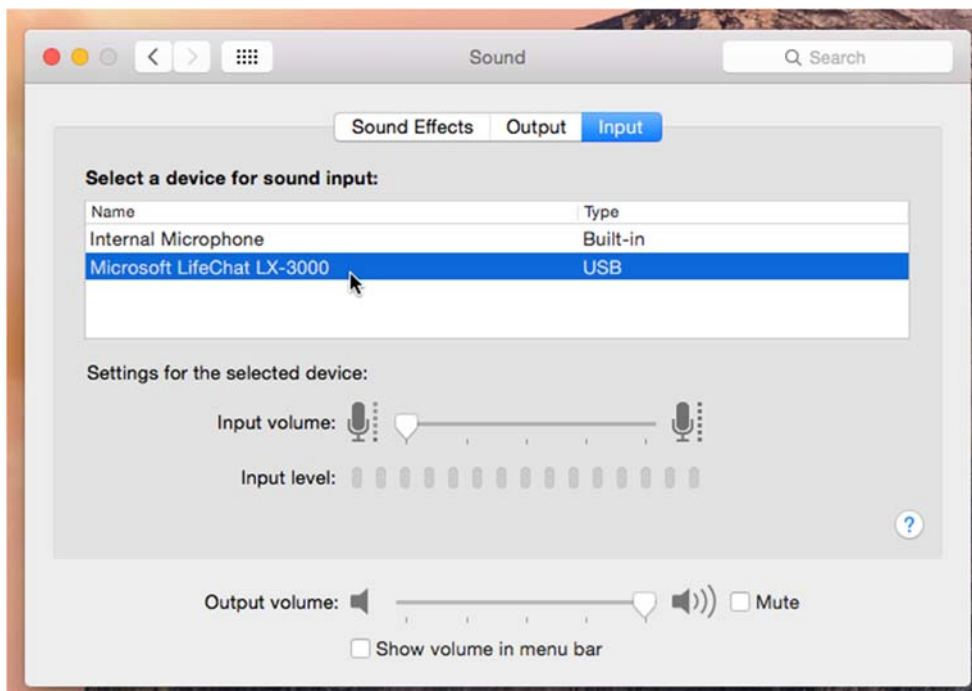 Sound
Search
Sound Effects Output Input
Select a device for sound input:
Name Type
Internal Microphone Built-in
Microsoft LifeChat LX-3000 USB
Settings for the selected device:
Input volume:
Input level:
?
Output volume: Mute
Show volume in menu bar